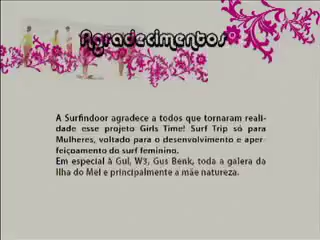 Agradecimentos
A Surfindoor agradece a todos que tornaram reali-
dade esse projeto Girls Time! Surf Trip só para
Mulheres, voltado para o desenvolvimento e aper-
feiçoamento do surf feminino.
Em especial à Gul, W3, Gus Benk, toda a galera da
Ilha do Mel e principalmente a mãe natureza.